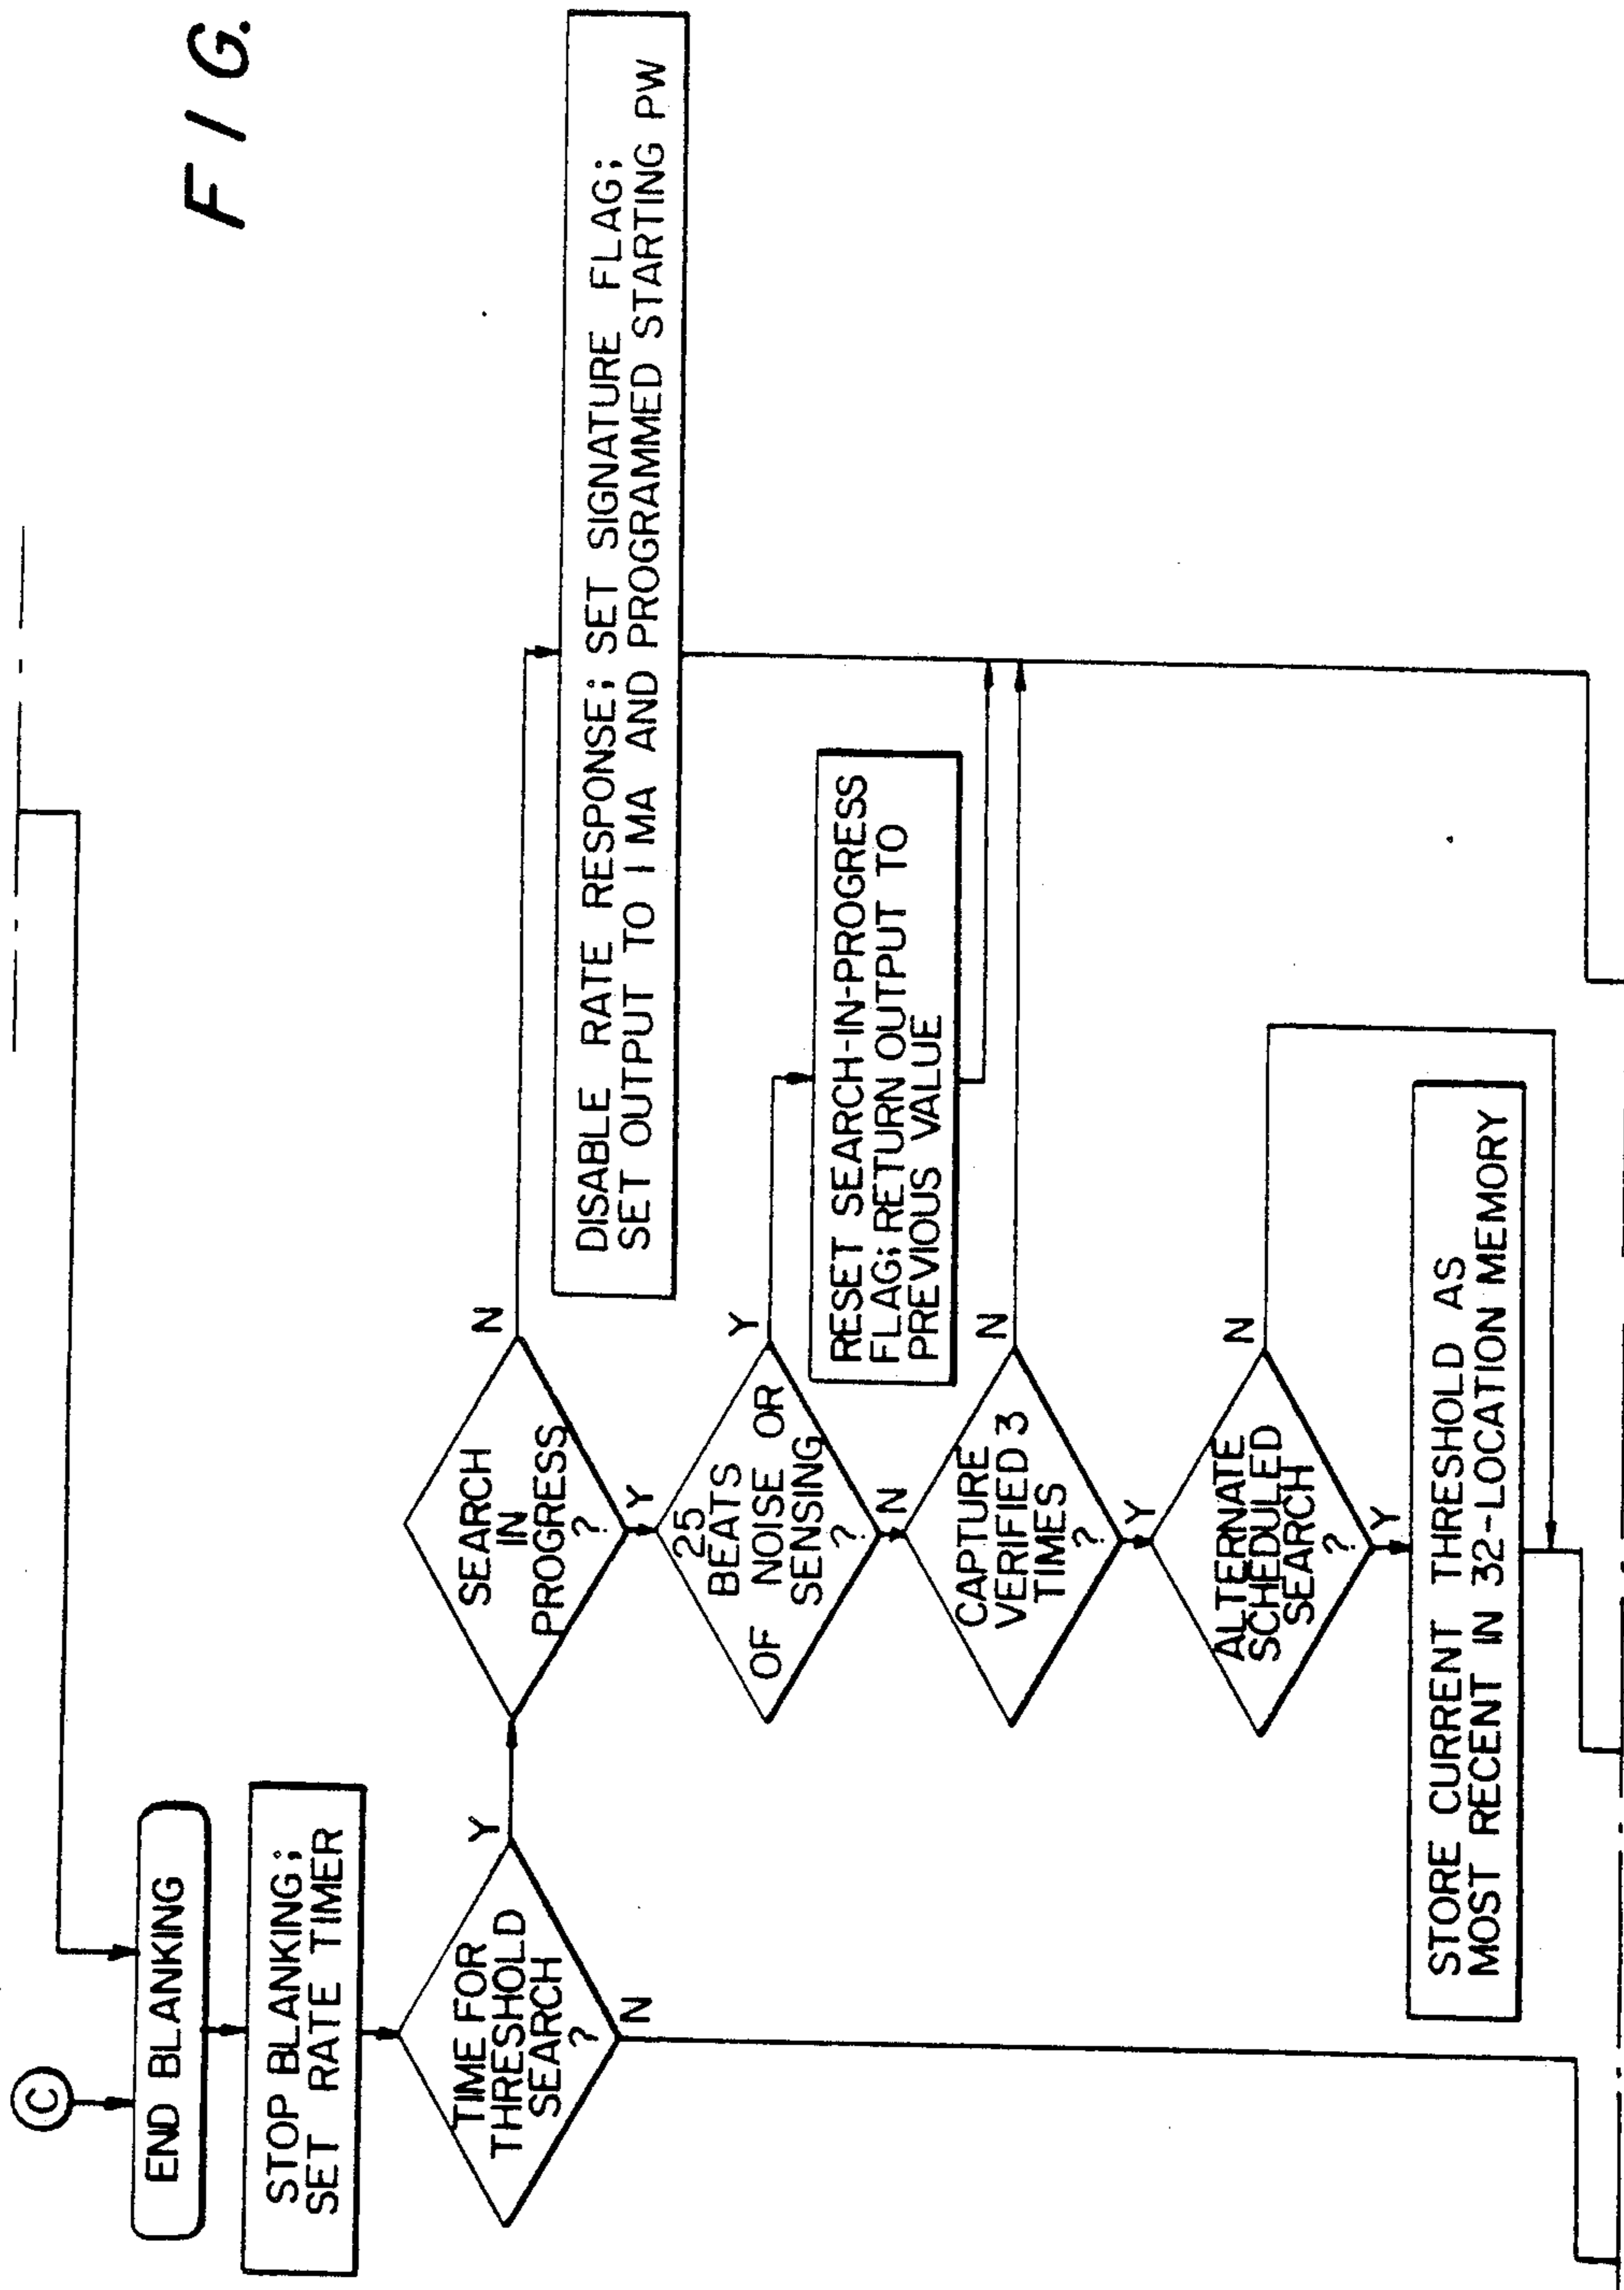 FIG.
C
END BLANKING
STOP BLANKING;
SET RATE TIMER
TIME FOR
THRESHOLD
SEARCH
?
Y
N
SEARCH
IN
PROGRESS
?
N
Y
DISABLE RATE RESPONSE; SET SIGNATURE FLAG;
SET OUTPUT TO 1 MA AND PROGRAMMED STARTING PW
25
BEATS
OF NOISE OR
SENSING
?
Y
N
RESET SEARCH-IN-PROGRESS
FLAG; RETURN OUTPUT TO
PREVIOUS VALUE
CAPTURE
VERIFIED 3
TIMES
?
N
Y
ALTERNATE
SCHEDULED
SEARCH
?
N
Y
STORE CURRENT THRESHOLD AS
MOST RECENT IN 32-LOCATION MEMORY